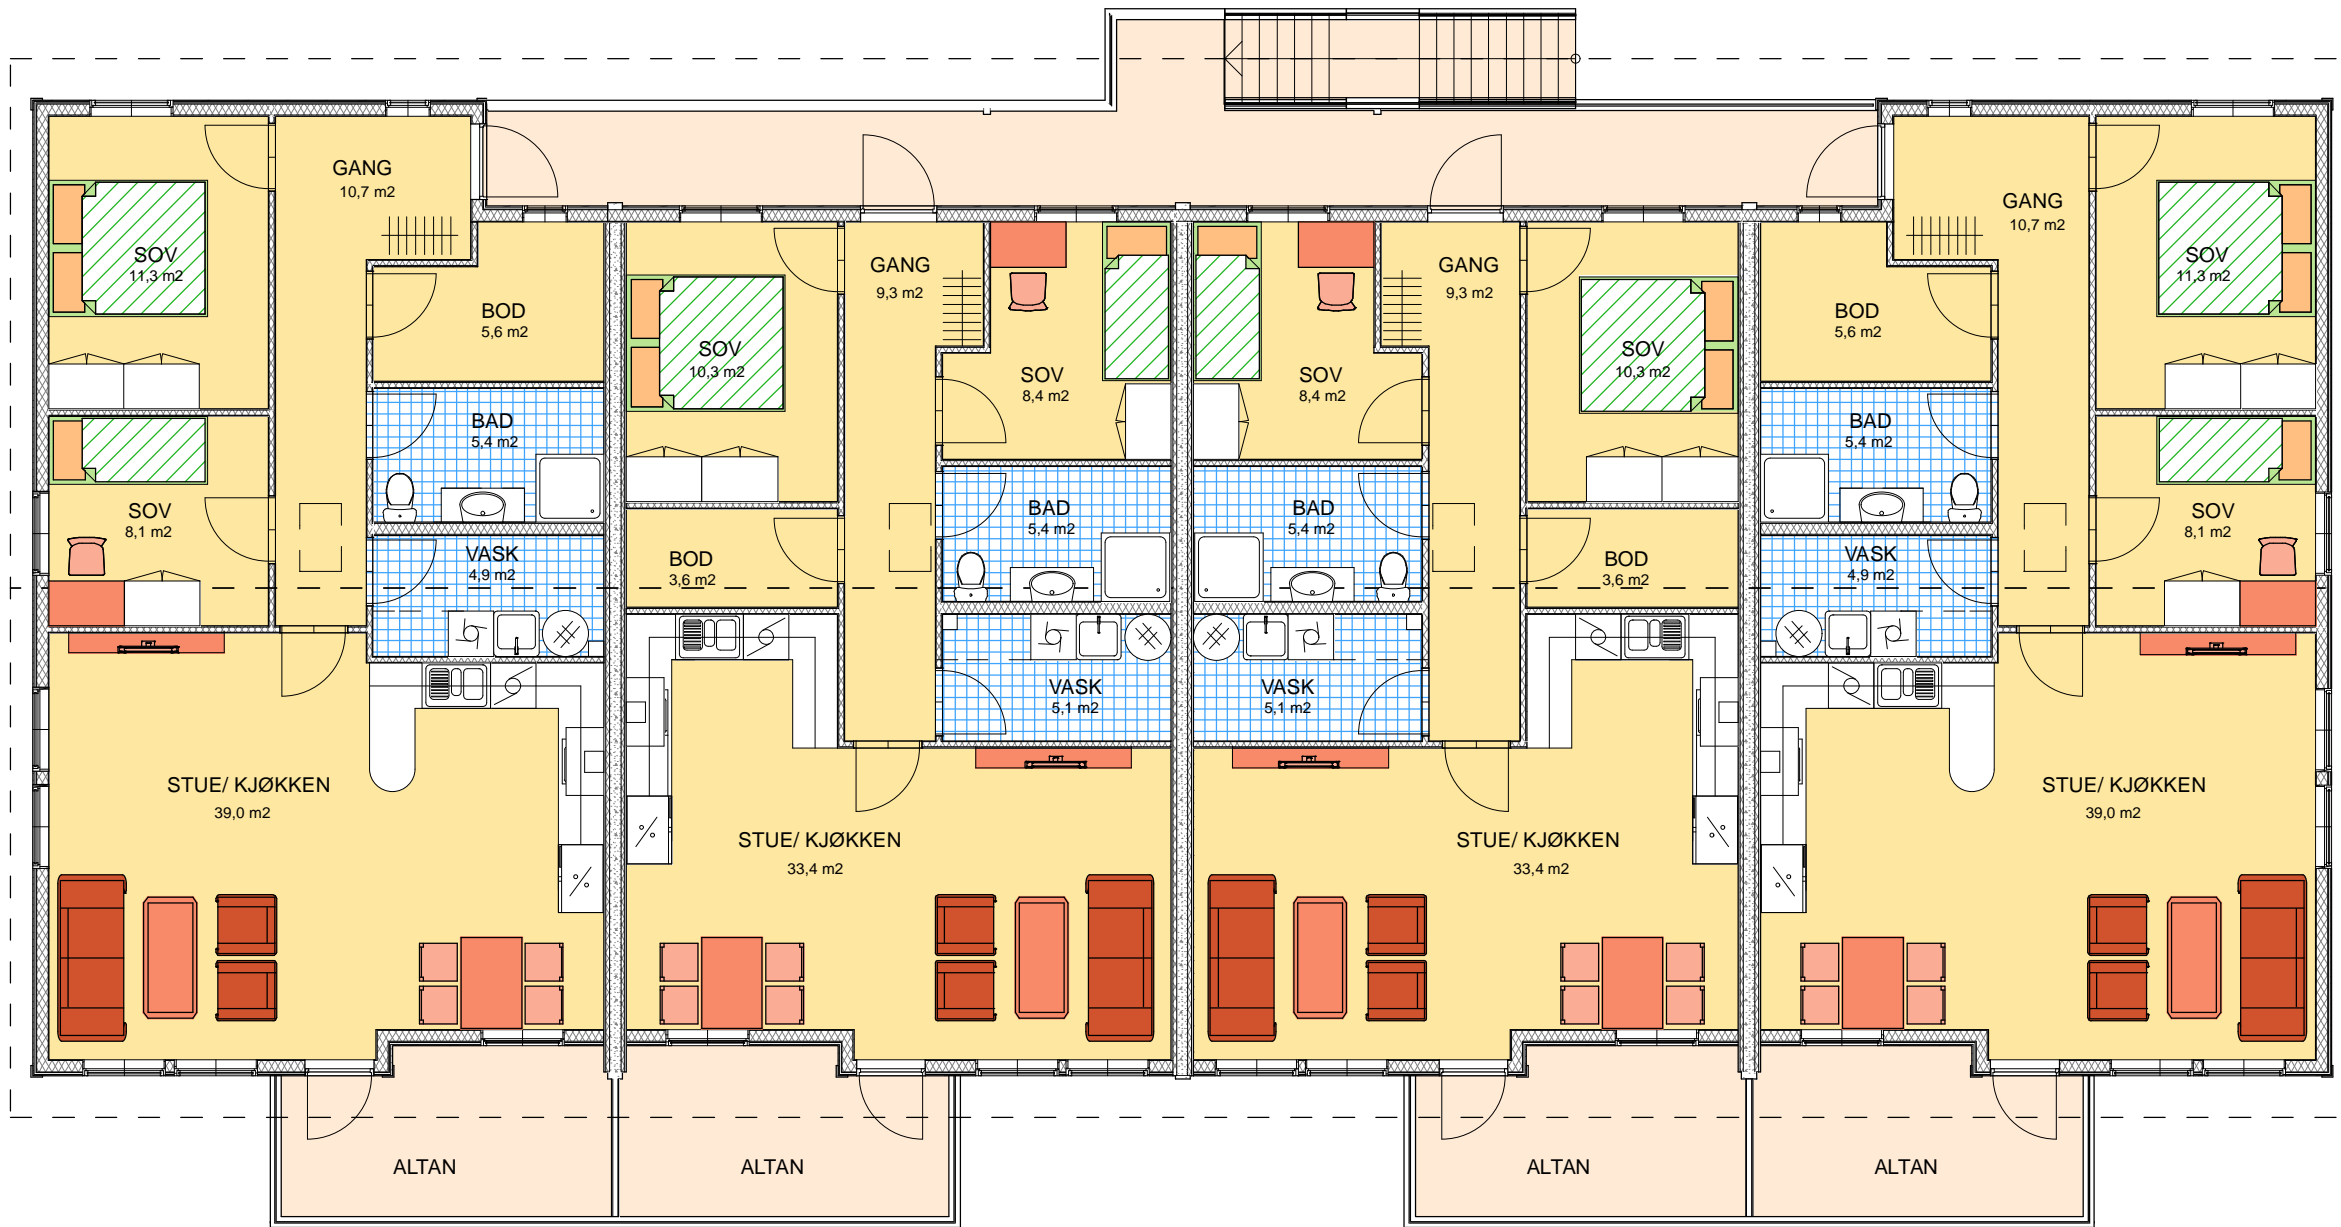 GANG
10,7 m2
SOV
11,3 m2
BOD
5,6 m2
BAD
5,4 m2
SOV
8,1 m2
VASK
4,9 m2
STUE/ KJØKKEN
39,0 m2
ALTAN
GANG
9,3 m2
SOV
10,3 m2
SOV
8,4 m2
BAD
5,4 m2
BOD
3,6 m2
VASK
5,1 m2
STUE/ KJØKKEN
33,4 m2
ALTAN
GANG
9,3 m2
SOV
8,4 m2
SOV
10,3 m2
BAD
5,4 m2
BOD
3,6 m2
VASK
5,1 m2
STUE/ KJØKKEN
33,4 m2
ALTAN
GANG
10,7 m2
SOV
11,3 m2
BOD
5,6 m2
BAD
5,4 m2
SOV
8,1 m2
VASK
4,9 m2
STUE/ KJØKKEN
39,0 m2
ALTAN